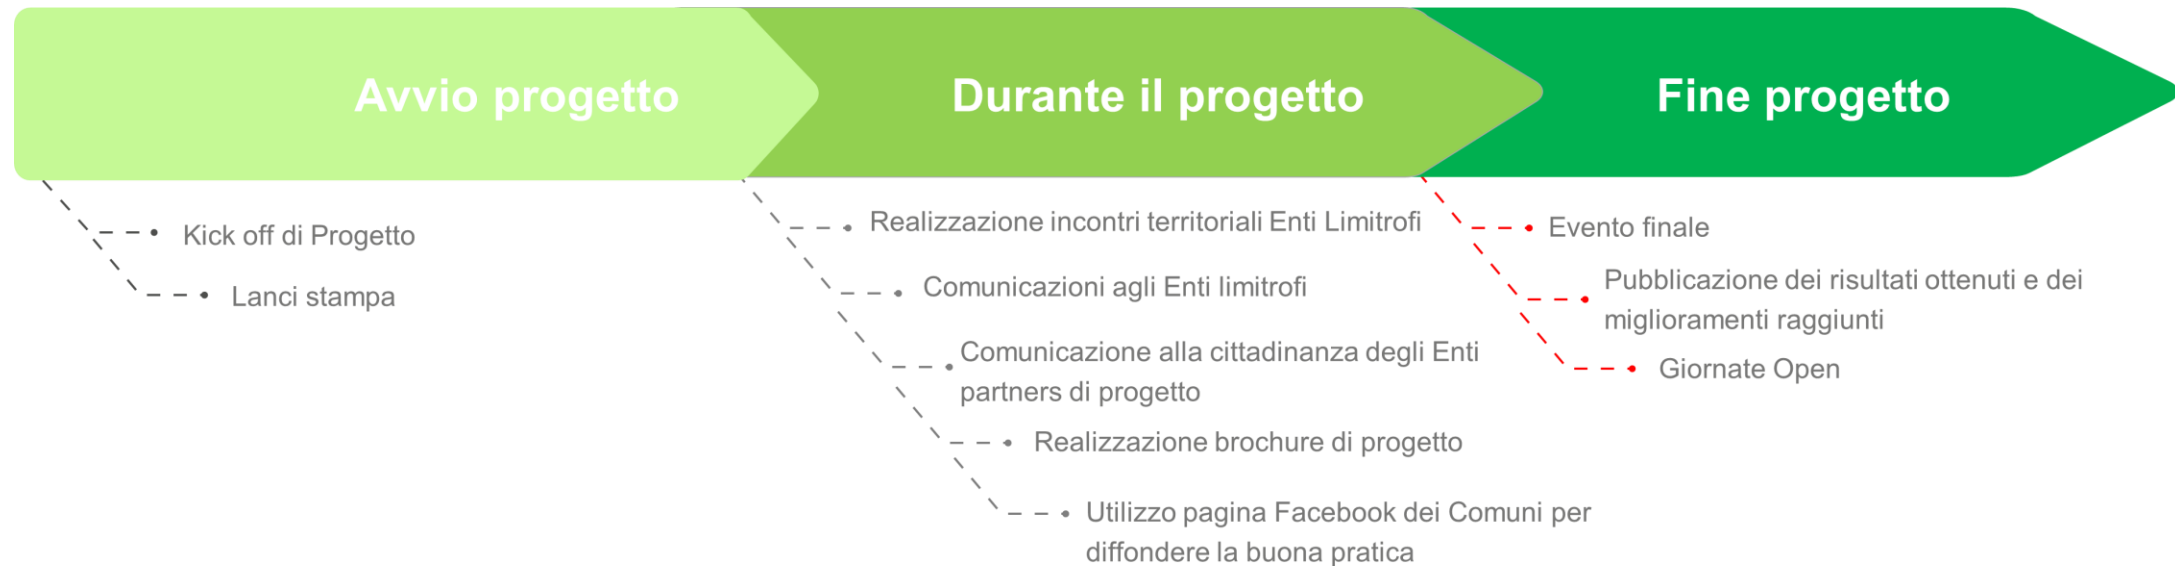 Avvio progetto
Durante il progetto
Fine progetto
Kick off di Progetto
Lanci stampa
Realizzazione incontri territoriali Enti Limitrofi
Comunicazioni agli Enti limitrofi
Comunicazione alla cittadinanza degli Enti
partners di progetto
Realizzazione brochure di progetto
Utilizzo pagina Facebook dei Comuni per
diffondere la buona pratica
Evento finale
Pubblicazione dei risultati ottenuti e dei
miglioramenti raggiunti
Giornate Open